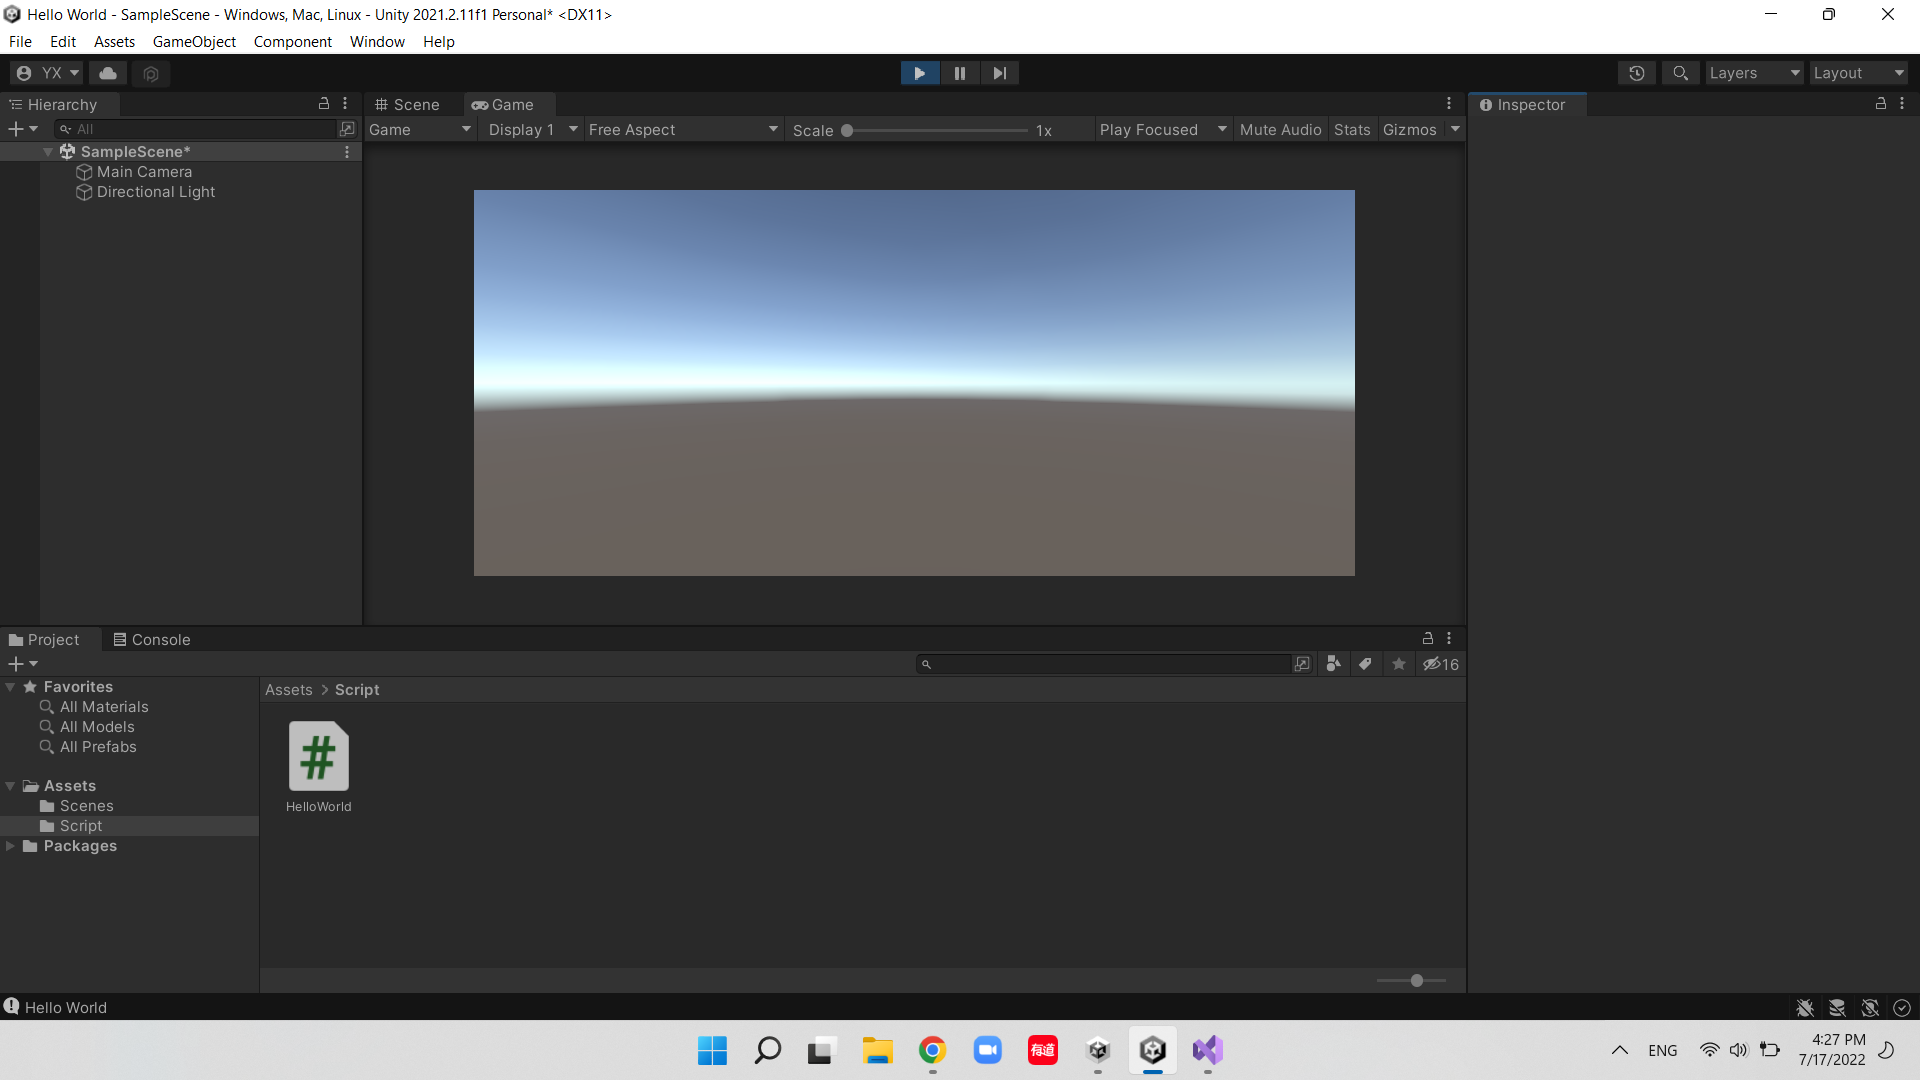 Hello World - SampleScene - Windows, Mac, Linux - Unity 2021.2.11f1 Personal* <DX11>
File Edit Assets GameObject Component Window Help
YX Layers Layout
Hierarchy Scene Game Inspector
All Game Display 1 Free Aspect Scale 1x Play Focused Mute Audio Stats Gizmos
SampleScene*
Main Camera
Directional Light
Project Console
16
Favorites
Assets > Script
All Materials
All Models
All Prefabs
Assets
Scenes
Script
Packages
#
HelloWorld
Hello World
有道
ENG
4:27 PM
7/17/2022